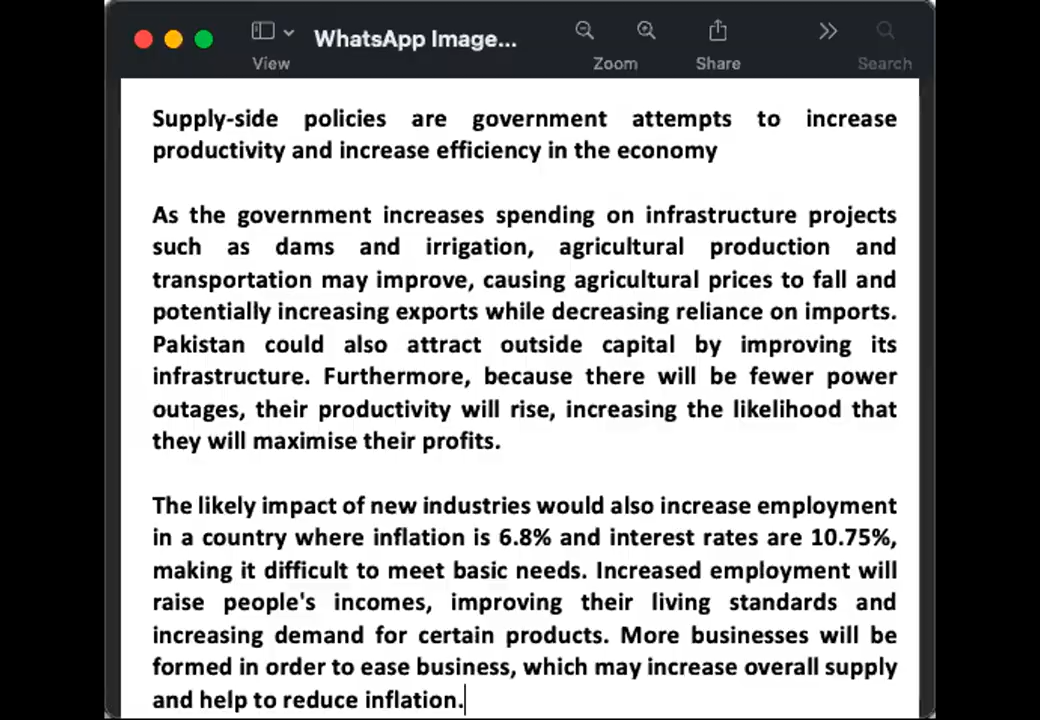 WhatsApp Image...
View
Zoom
Share
Search
Supply-side policies are government attempts to increase
productivity and increase efficiency in the economy
As the government increases spending on infrastructure projects
such as dams and irrigation, agricultural production and
transportation may improve, causing agricultural prices to fall and
potentially increasing exports while decreasing reliance on imports.
Pakistan could also attract outside capital by improving its
infrastructure. Furthermore, because there will be fewer power
outages, their productivity will rise, increasing the likelihood that
they will maximise their profits.
The likely impact of new industries would also increase employment
in a country where inflation is 6.8% and interest rates are 10.75%,
making it difficult to meet basic needs. Increased employment will
raise people's incomes, improving their living standards and
increasing demand for certain products. More businesses will be
formed in order to ease business, which may increase overall supply
and help to reduce inflation.